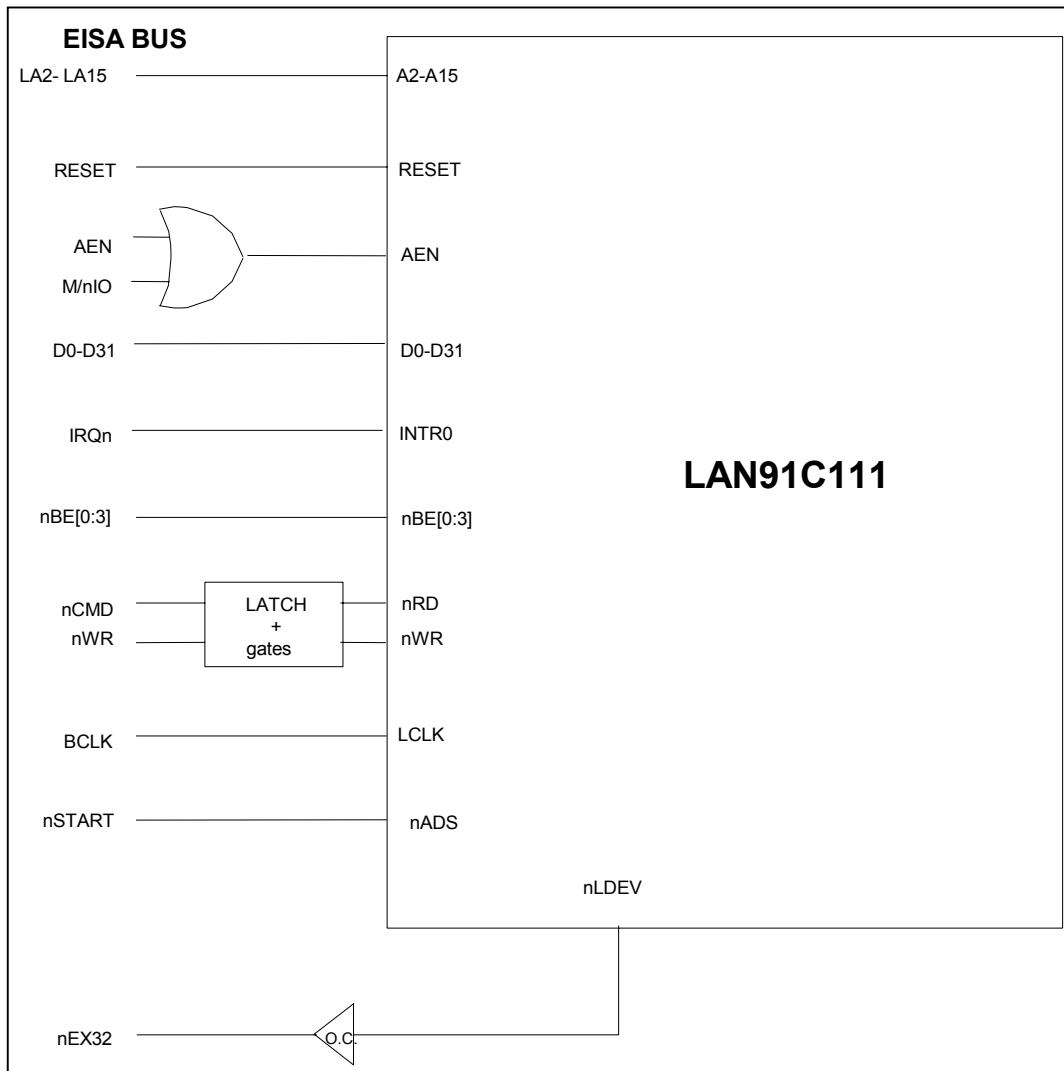 EISA BUS
LA2- LA15
A2-A15
RESET
RESET
AEN
M/nIO
AEN
D0-D31
D0-D31
IRQn
INTR0
LAN91C111
nBE[0:3]
nBE[0:3]
nCMD
nWR
LATCH
+
gates
nRD
nWR
BCLK
LCLK
nSTART
nADS
nLDEV
nEX32
O.C.